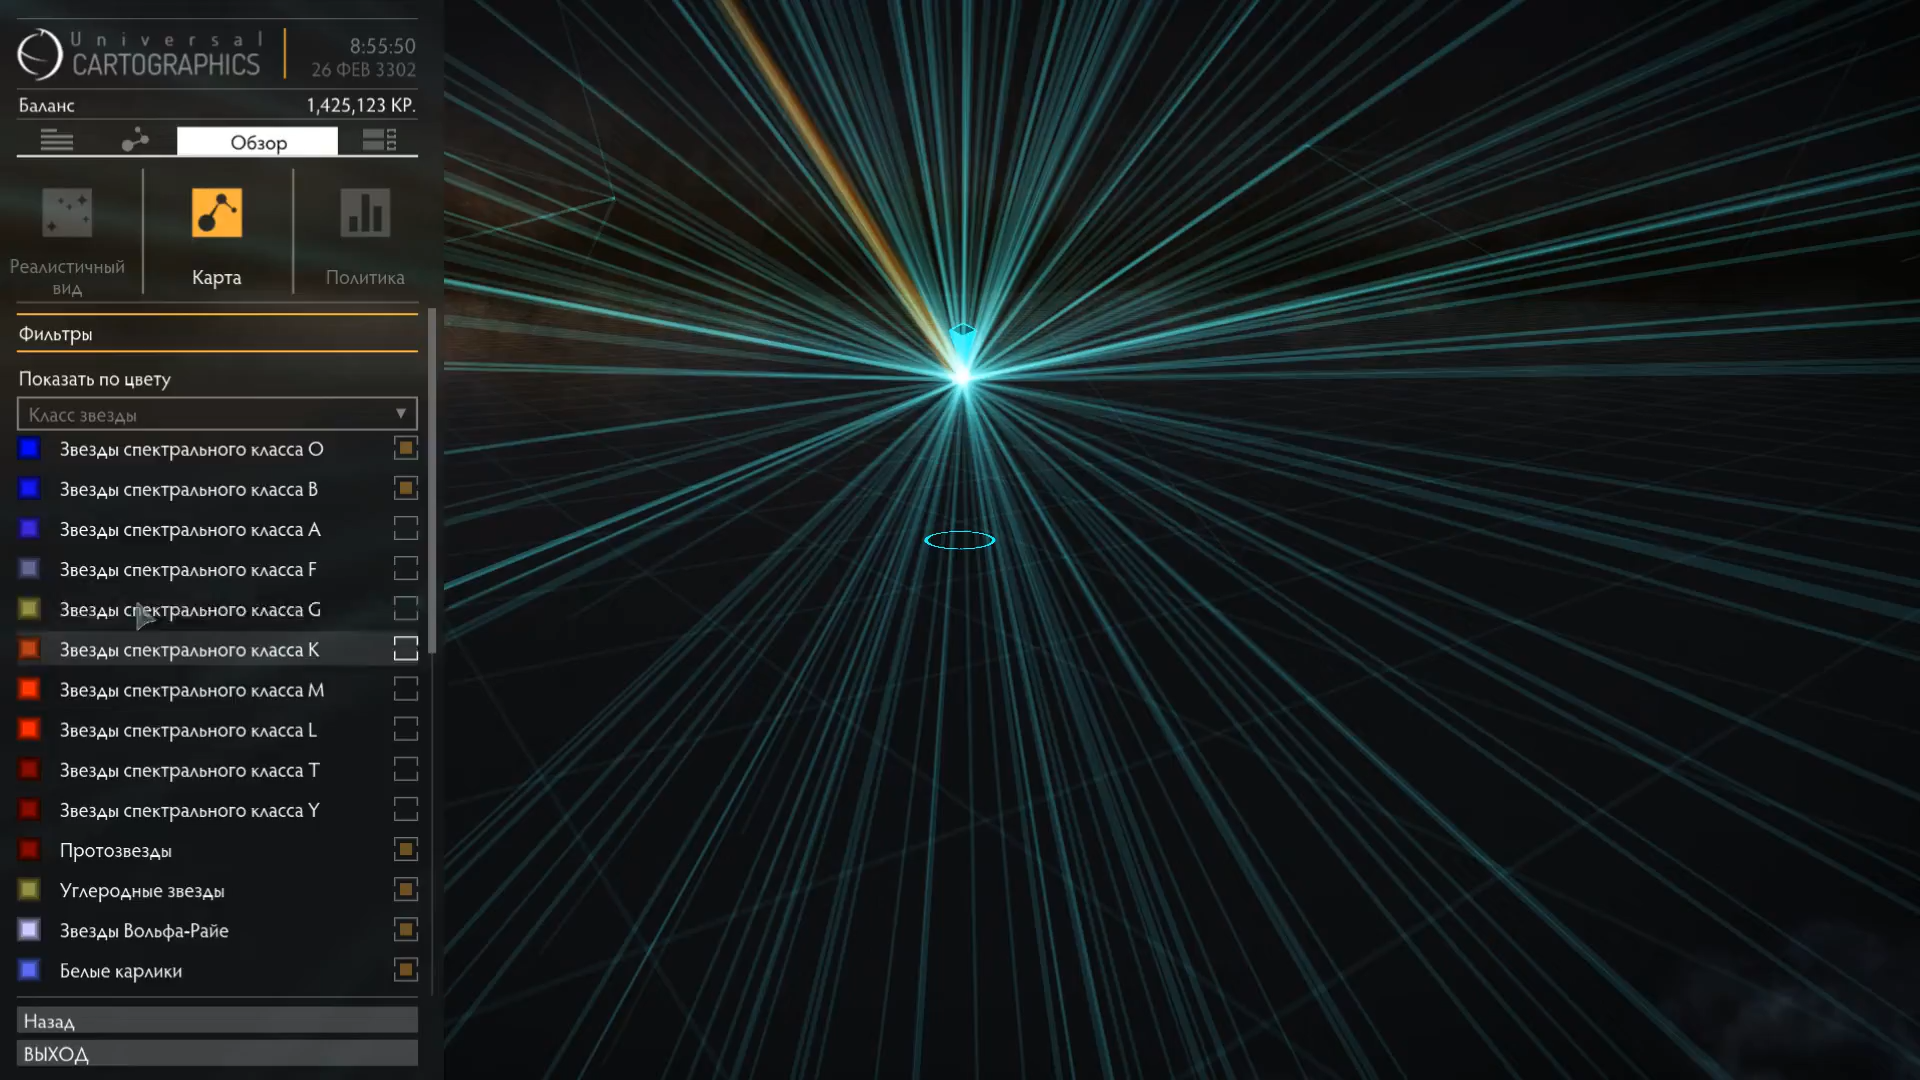 Universal
CARTOGRAPHICS
8:55:50
26 ФЕВ 3302
Баланс
1,425,123 КР.
Обзор
Реалистичный
вид
Карта
Политика
Фильтры
Показать по цвету
Класс звезды
Звезды спектрального класса O
Звезды спектрального класса B
Звезды спектрального класса A
Звезды спектрального класса F
Звезды спектрального класса G
Звезды спектрального класса K
Звезды спектрального класса M
Звезды спектрального класса L
Звезды спектрального класса T
Звезды спектрального класса Y
Протозвезды
Углеродные звезды
Звезды Вольфа-Райе
Белые карлики
Назад
ВЫХОД